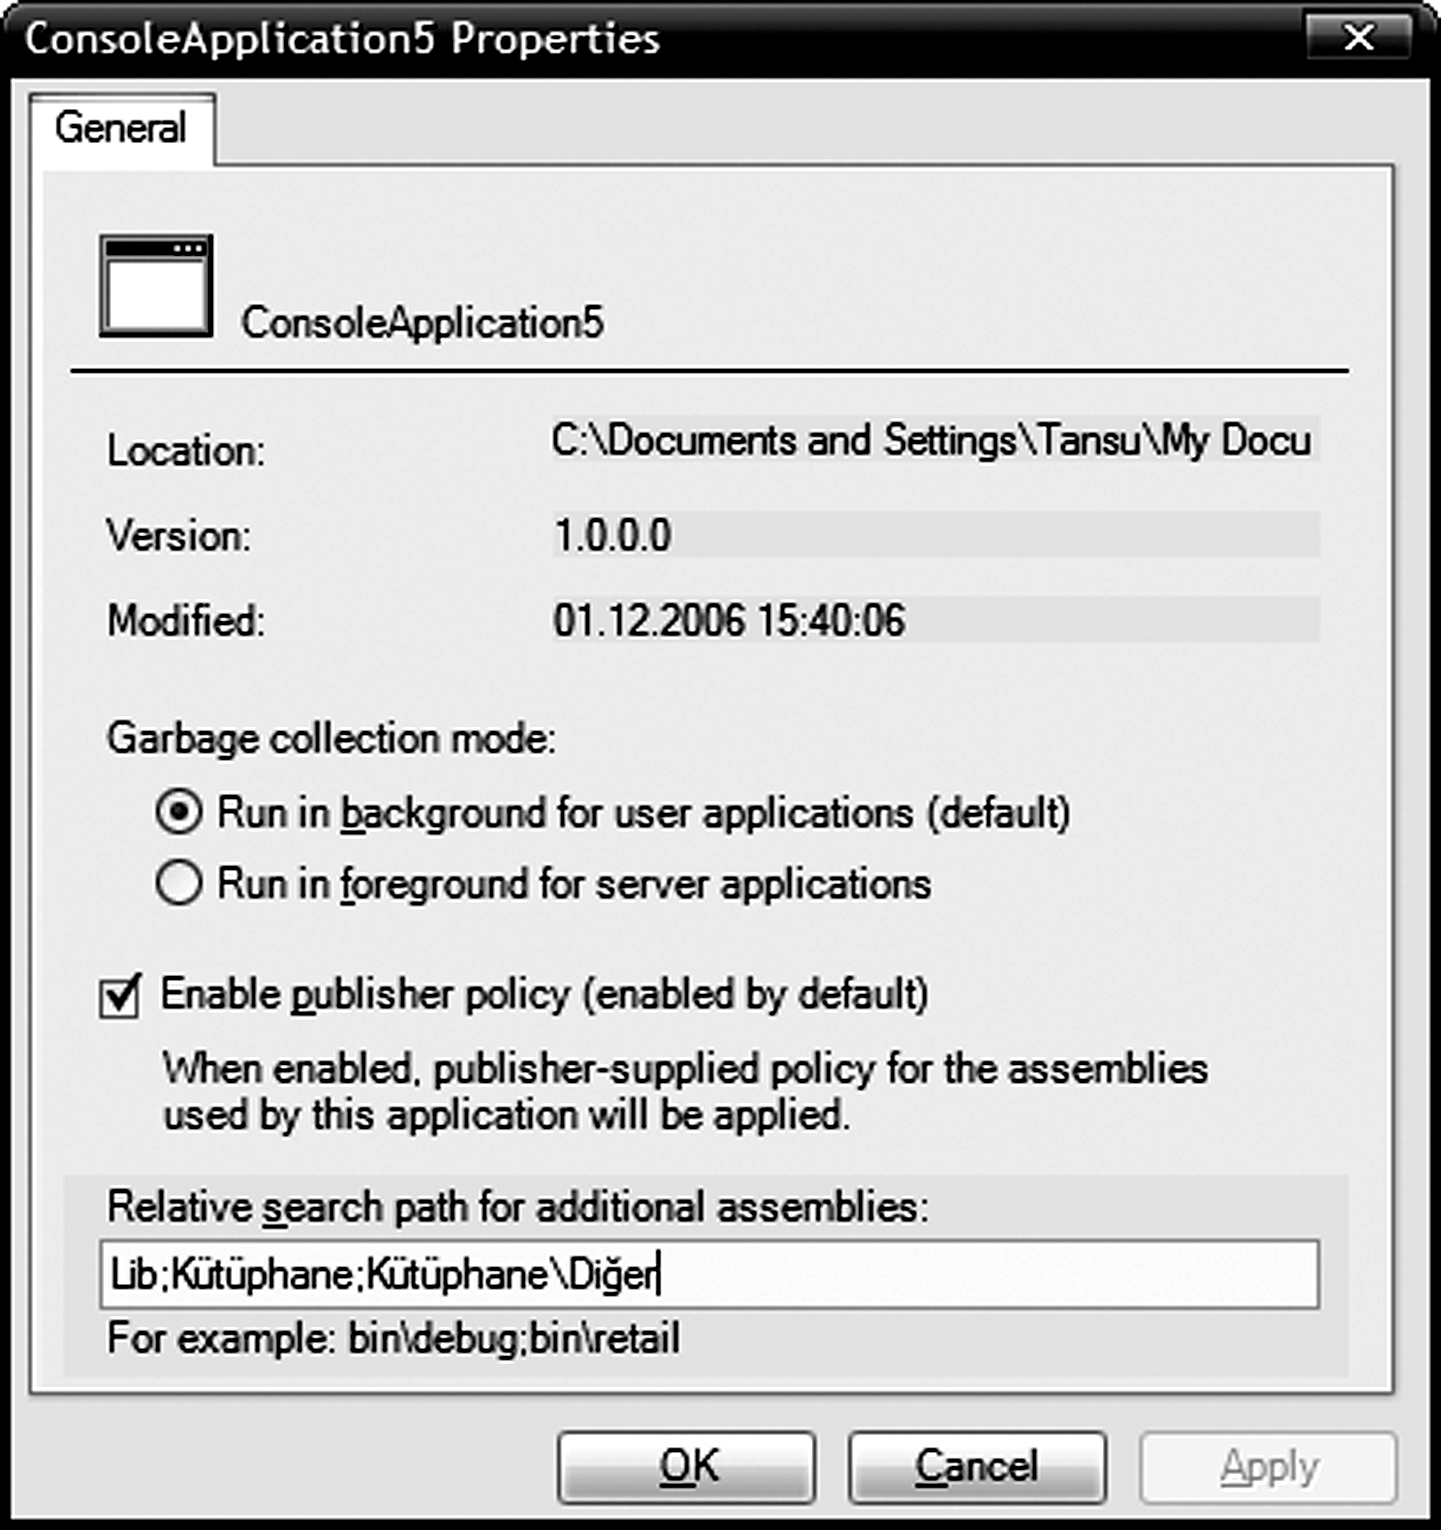 ConsoleApplication5 Properties
General
ConsoleApplication5
Location: C:\Documents and Settings\Tansu\My Docu
Version: 1.0.0.0
Modified: 01.12.2006 15:40:06
Garbage collection mode:
Run in background for user applications (default)
Run in foreground for server applications
Enable publisher policy (enabled by default)
When enabled, publisher-supplied policy for the assemblies
used by this application will be applied.
Relative search path for additional assemblies:
Lib;Kütüphane;Kütüphane\Diğer
For example: bin\debug;bin\retail
OK Cancel Apply